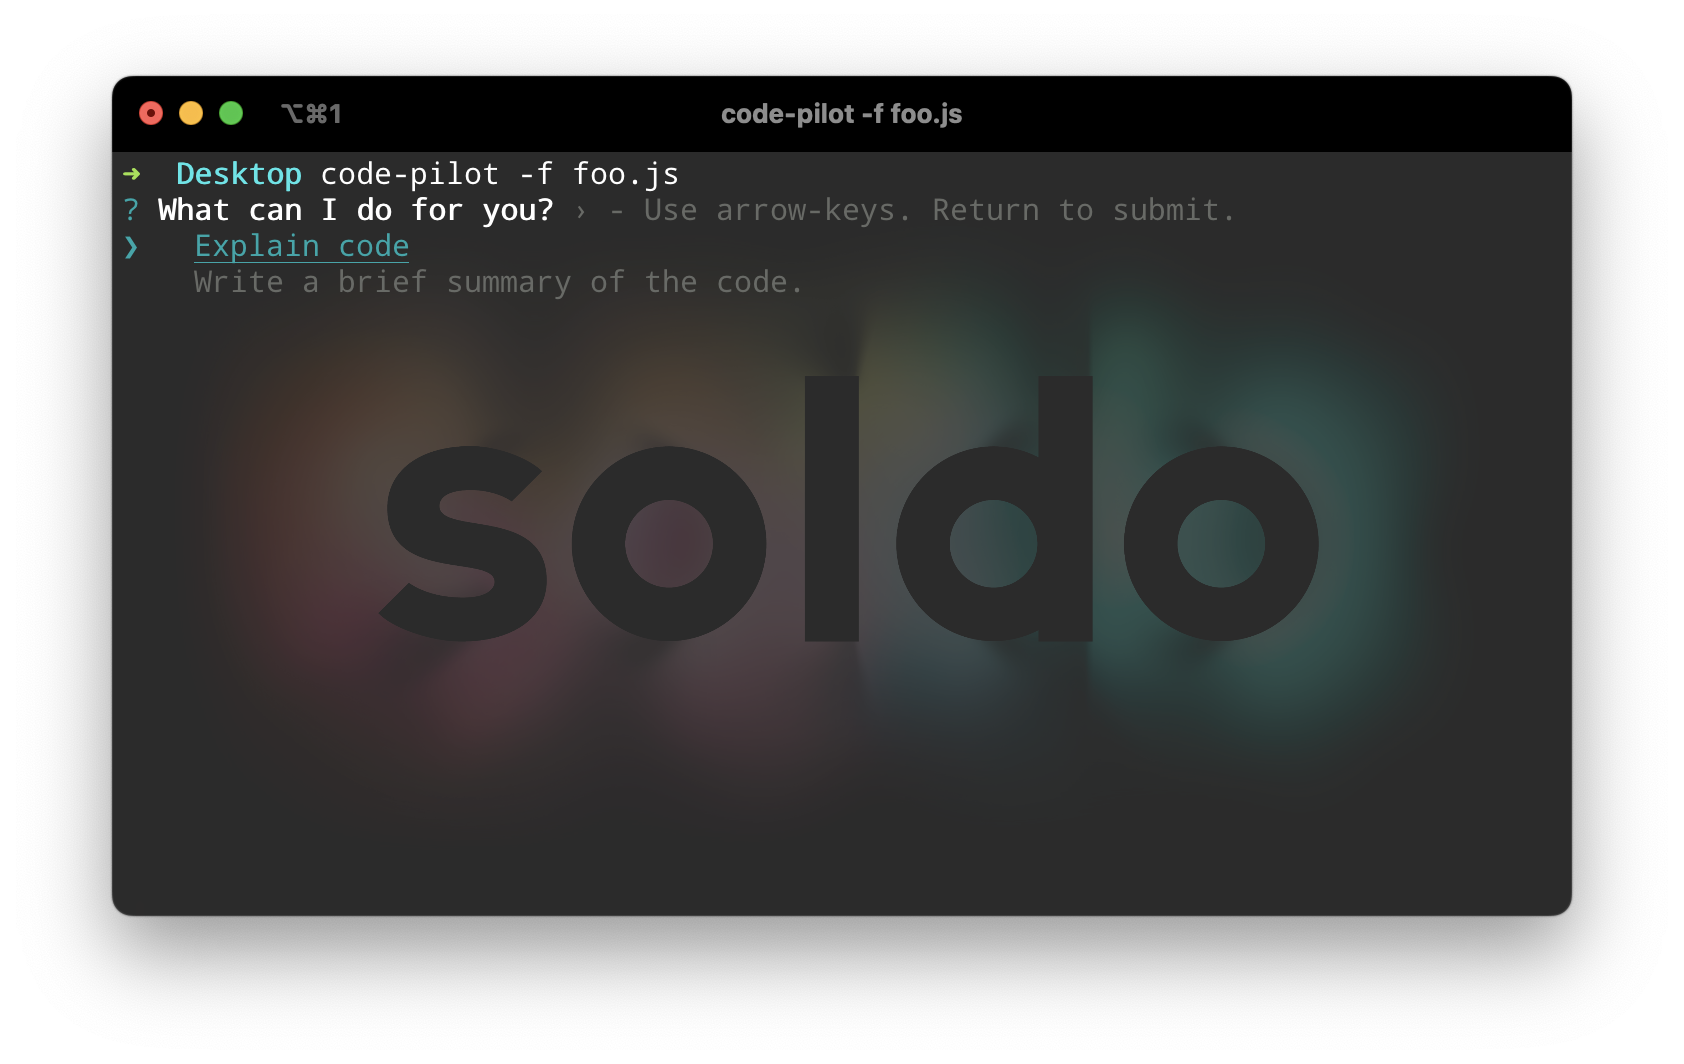 ⌥⌘1 code-pilot -f foo.js
➜ Desktop code-pilot -f foo.js
? What can I do for you? › - Use arrow-keys. Return to submit.
❯ Explain code
Write a brief summary of the code.
soldo